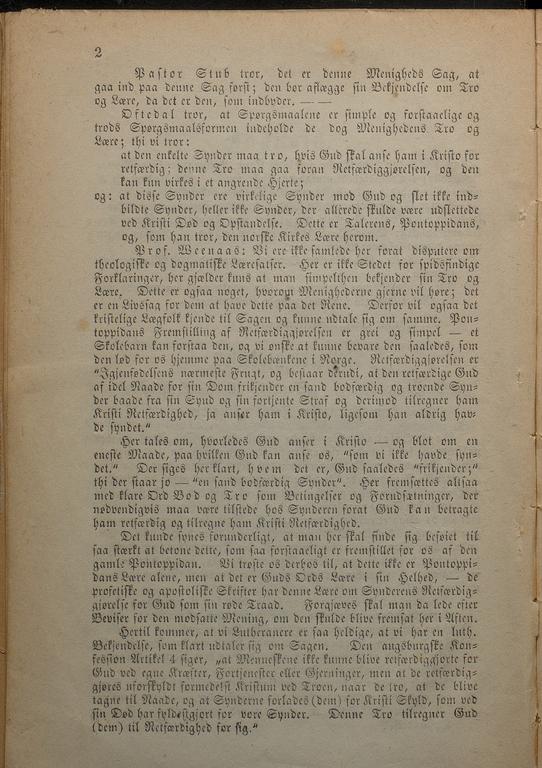 2
Pastor Stub tror, det er denne Menigheds Sag, at
gaa ind paa denne Sag først; den bør aflægge sin Bekjendelse om Tro
og Lære, da det er den, som indbyder. — —
Oftedal tror, at Spørgsmaalene er simple og forstaaelige og
trods Spørgsmaalsformen indeholde de dog Menighedens Tro og
Lære; thi vi tror:
at den enkelte Synder maa tro, hvis Gud skal anse ham i Kristo for
retfærdig; denne Tro maa gaa foran Retfærdiggjørelsen, og den
kan kun virkes i et angrende Hjerte;
og: at disse Synder ere virkelige Synder mod Gud og slet ikke ind-
bildte Synder, heller ikke Synder, der allerede skulde være udslettede
ved Kristi Død og Opstandelse. Dette er Talerens, Pontoppidans,
og, som han tror, den norske Kirkes Lære herom.
Prof. Weenaas: Vi ere ikke samlede her forat disputere om
theologiske og dogmatiske Læresatser. Her er ikke Stedet for spidsfindige
Forklaringer, her gjælder kuns at man simpelthen bekjender sin Tro og
Lære. Dette er ogsaa noget, hvorom Menighederne gjerne vil høre; det
er en Livssag for dem at have dette paa det Rene. Derfor vil ogsaa det
kristelige Lægfolk kjende til Sagen og kunne udtale sig om samme. Pon-
toppidans Fremstilling af Retfærdiggjørelsen er grei og simpel — et
Skolebarn kan forstaa den, og vi ønske at kunne bevare den saaledes, som
den lød for os hjemme paa Skolebænkene i Norge. Retfærdiggjørelsen er
"Igjenfødelsens nærmeste Frugt, og bestaar derudi, at den retfærdige Gud
af idel Naade for sin Dom frikjender en sand bodfærdig og troende Syn-
der baade fra sin Synd og sin fortjente Straf og derimod tilregner ham
Kristi Retfærdighed, ja anser ham i Kristo, ligesom han aldrig hav-
de syndet."
Her tales om, hvorledes Gud anser i Kristo — og blot om en
eneste Maade, paa hvilken Gud kan anse os, "som vi ikke havde syn-
det." Der siges her klart, hvem det er, Gud saaledes "frikjender;"
thi der staar jo — "en sand bodfærdig Synder". Her fremsættes altsaa
med klare Ord Bod og Tro som Betingelser og Forudsætninger, der
nødvendigvis maa være tilstede hos Synderen forat Gud kan betragte
ham retfærdig og tilregne ham Kristi Retfærdighed.
Det kunde synes forunderligt, at man her skal finde sig beføiet til
saa stærkt at betone dette, som saa forstaaeligt er fremstillet for os af den
gamle Pontoppidan. Vi trøste os derhos til, at dette ikke er Pontoppi-
dans Lære alene, men at det er Guds Ords Lære i sin Helhed, — de
profetiske og apostoliske Skrifter har denne Lære om Synderens Retfærdig-
gjørelse for Gud som sin røde Traad. Forgjæves skal man da lede efter
Beviser for den modsatte Mening, om den skulde blive fremsat her i Aften.
Hertil kommer, at vi Lutheranere er saa heldige, at vi har en luth.
Bekjendelse, som klart udtaler sig om Sagen. Den augsburgske Kon-
fession Artikel 4 siger, „at Menneskene ikke kunne blive retfærdiggjorte for
Gud ved egne Kræfter, Fortjenester eller Gjerninger, men at de retfærdig-
gjøres uforskyldt formedelst Kristum ved Troen, naar de tro, at de blive
tagne til Naade, og at Synderne forlades (dem) for Kristi Skyld, som ved
sin Død har fyldestgjort for vore Synder. Denne Tro tilregner Gud
(dem) til Retfærdighed for sig."